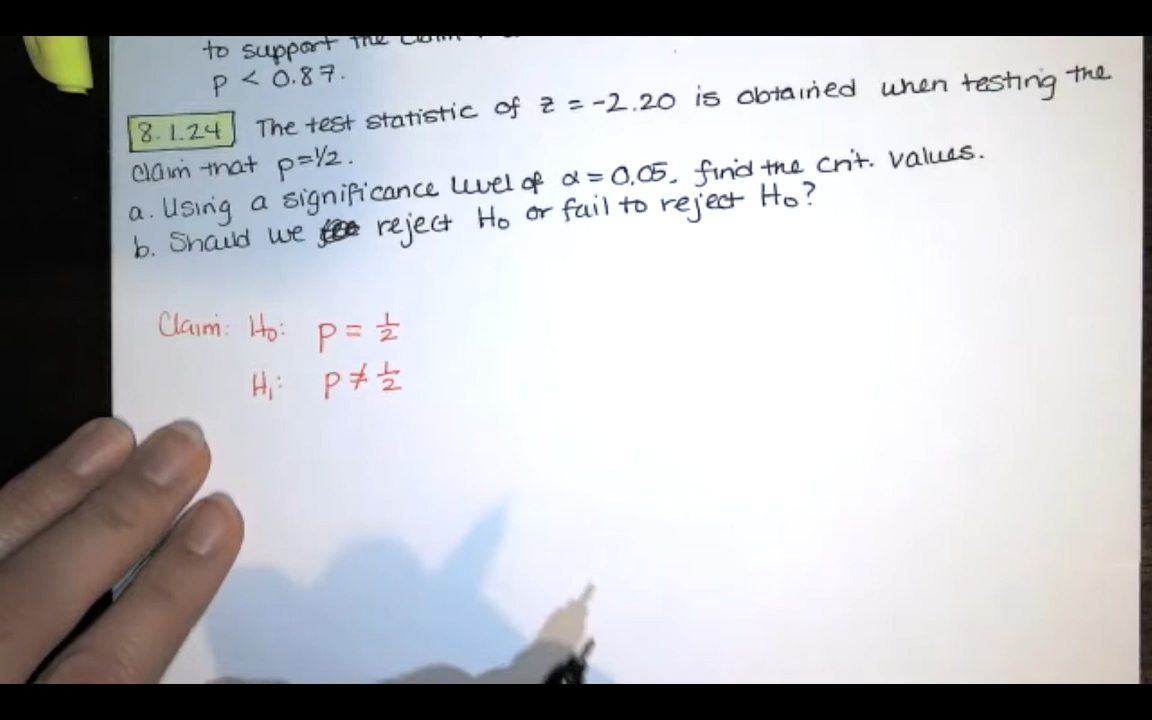 to support the
p < 0.87.
8.1.24 The test statistic of z = -2.20 is obtained when testing the
claim that p=1/2.
a. Using a significance level of α = 0.05, find the crit. values.
b. Should we reject H₀ or fail to reject H₀?
Claim: H₀: p = 1/2
H₁: p ≠ 1/2